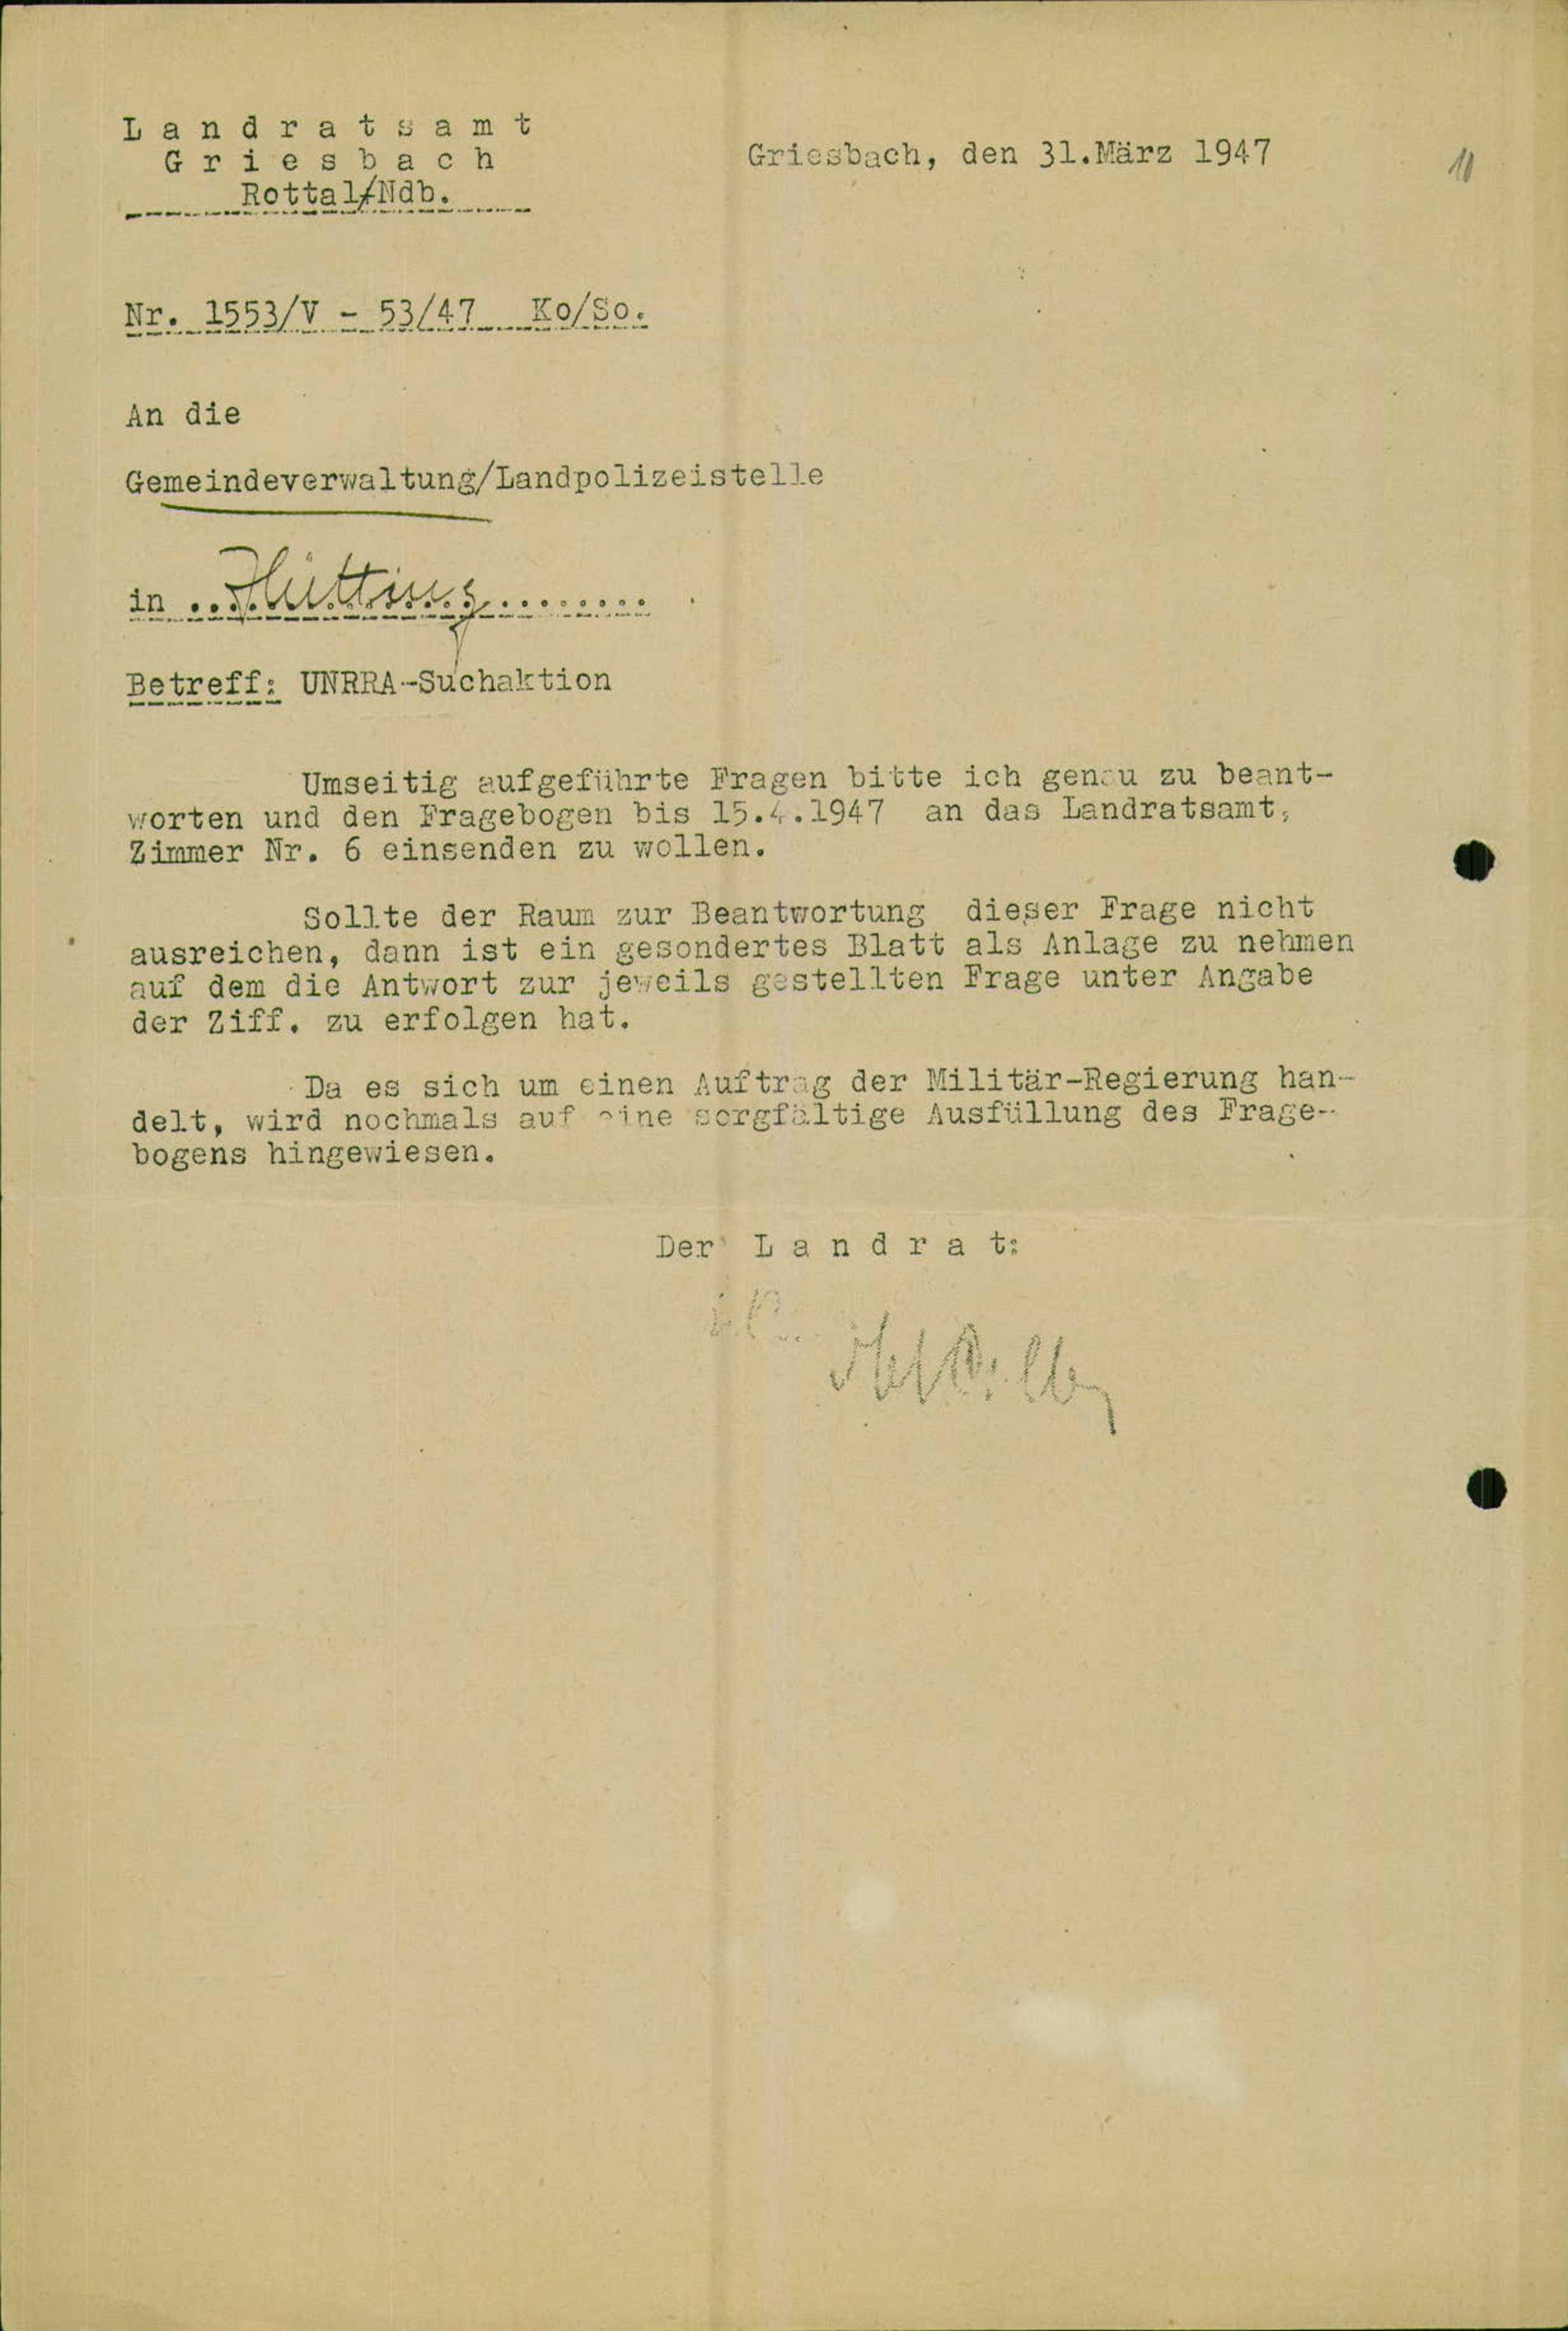 L a n d r a t s a m t
G r i e s b a c h
Rottal/Ndb.
Griesbach, den 31.März 1947
11
Nr. 1553/V - 53/47 Ko/So.
An die
Gemeindeverwaltung/Landpolizeistelle
in ..Hütting.........
Betreff: UNRRA-Suchaktion
Umseitig aufgeführte Fragen bitte ich genau zu beant-
worten und den Fragebogen bis 15.4.1947 an das Landratsamt,
Zimmer Nr. 6 einsenden zu wollen.
Sollte der Raum zur Beantwortung dieser Frage nicht
ausreichen, dann ist ein gesondertes Blatt als Anlage zu nehmen
auf dem die Antwort zur jeweils gestellten Frage unter Angabe
der Ziff. zu erfolgen hat.
Da es sich um einen Auftrag der Militär-Regierung han-
delt, wird nochmals auf eine sorgfältige Ausfüllung des Frage-
bogens hingewiesen.
Der L a n d r a t: